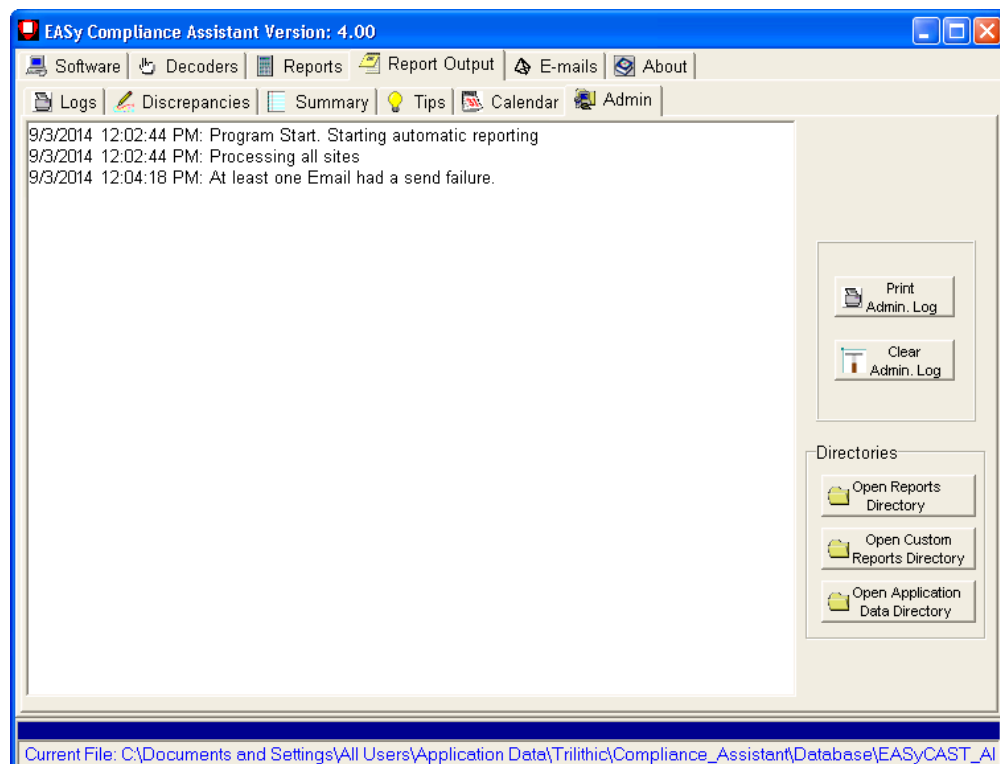 EASy Compliance Assistant Version: 4.00
Software Decoders Reports Report Output E-mails About
Logs Discrepancies Summary Tips Calendar Admin
9/3/2014 12:02:44 PM: Program Start. Starting automatic reporting
9/3/2014 12:02:44 PM: Processing all sites
9/3/2014 12:04:18 PM: At least one Email had a send failure.
Print
Admin. Log
Clear
Admin. Log
Directories
Open Reports
Directory
Open Custom
Reports Directory
Open Application
Data Directory
Current File: C:\Documents and Settings\All Users\Application Data\Trilithic\Compliance_Assistant\Database\EASyCAST_Al